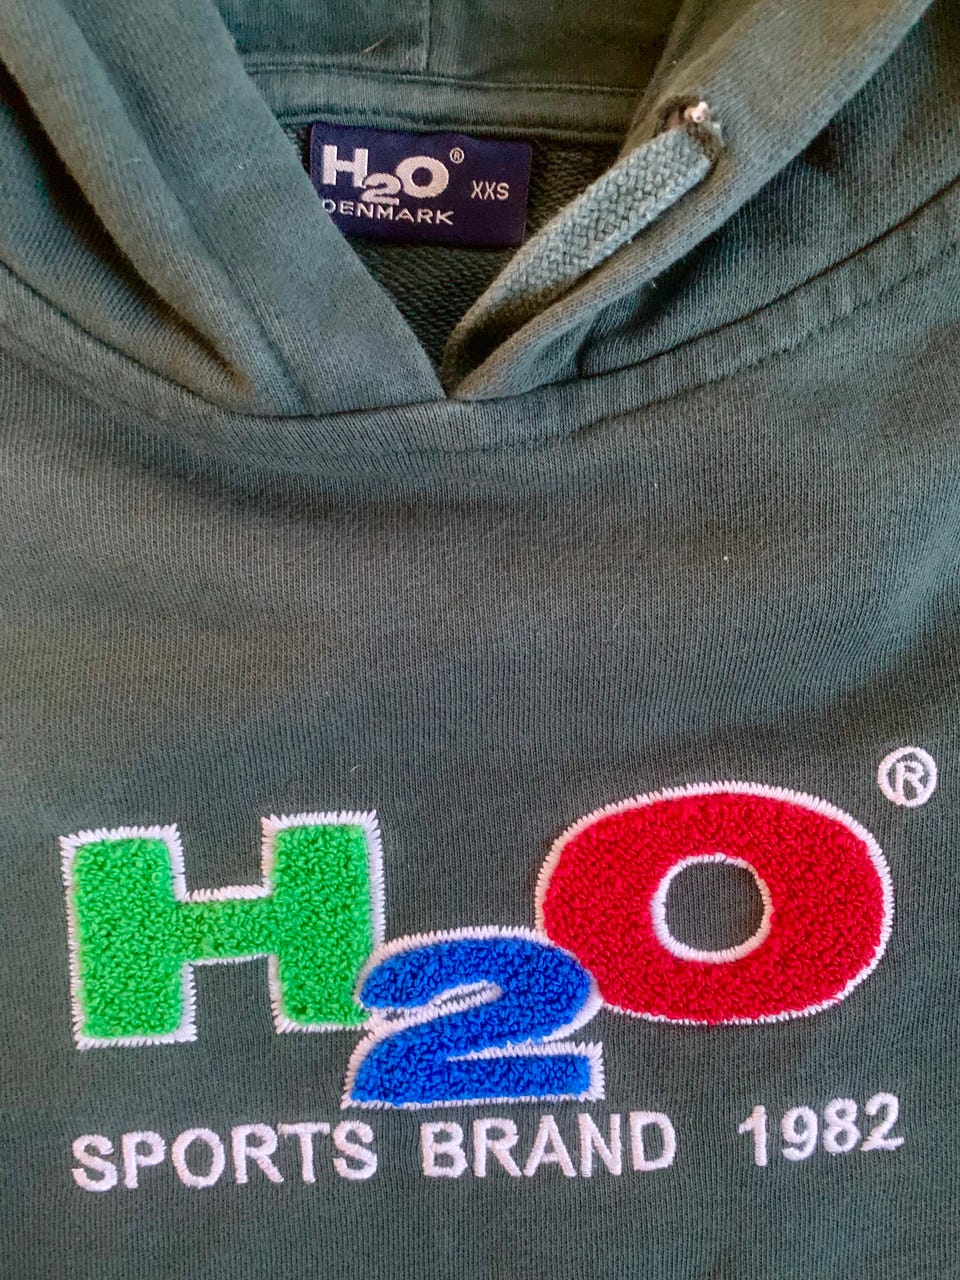 H2O®
XXS
DENMARK
H2O®
SPORTS BRAND 1982